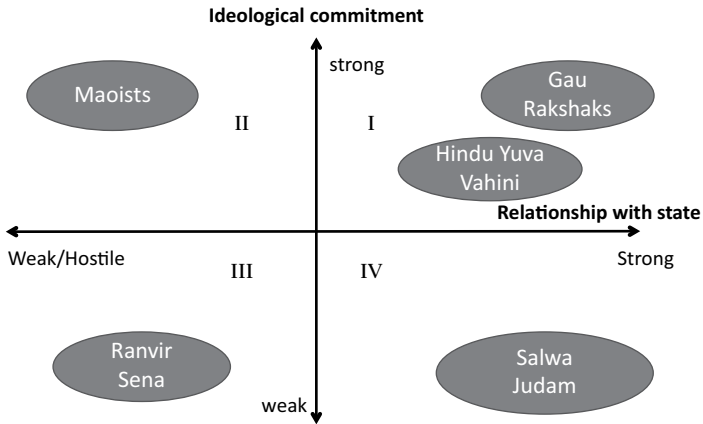 Ideological commitment
strong
Maoists
Gau
Rakshaks
II
I
Hindu Yuva
Vahini
Relationship with state
Weak/Hostile
Strong
III
IV
Ranvir
Sena
Salwa
Judam
weak